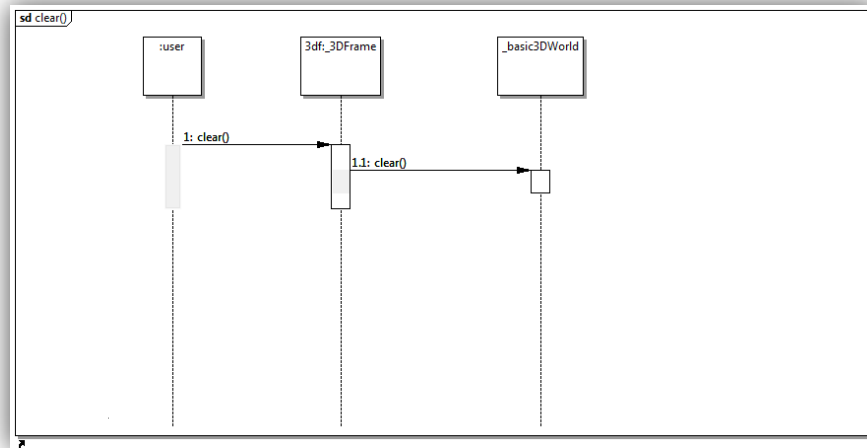 sd clear()
:user
3df:_3DFrame
_basic3DWorld
1: clear()
1.1: clear()